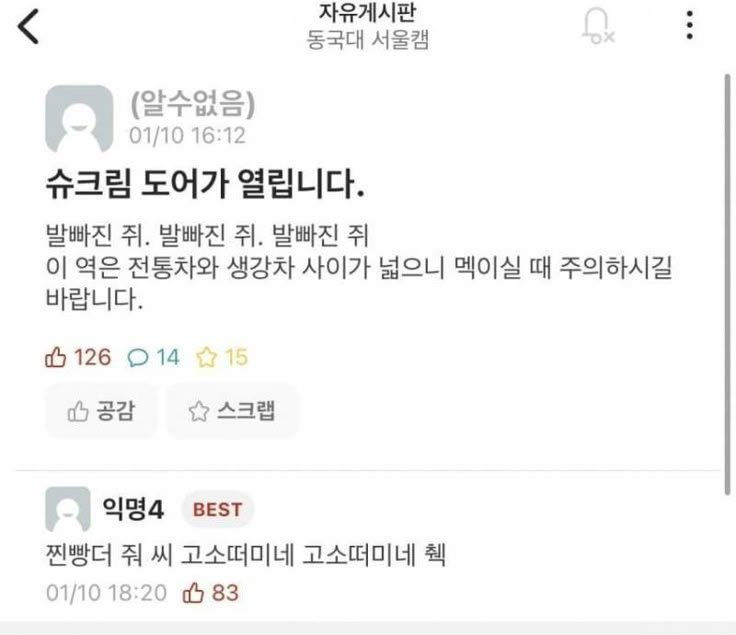 자유게시판
동국대 서울캠
(알수없음)
01/10 16:12
슈크림 도어가 열립니다.
발빠진 쥐. 발빠진 쥐. 발빠진 쥐
이 역은 전통차와 생강차 사이가 넓으니 멕이실 때 주의하시길
바랍니다.
126 14 15
공감 스크랩
익명4 BEST
찐빵더 줘 씨 고소떠미네 고소떠미네 췍
01/10 18:20 83